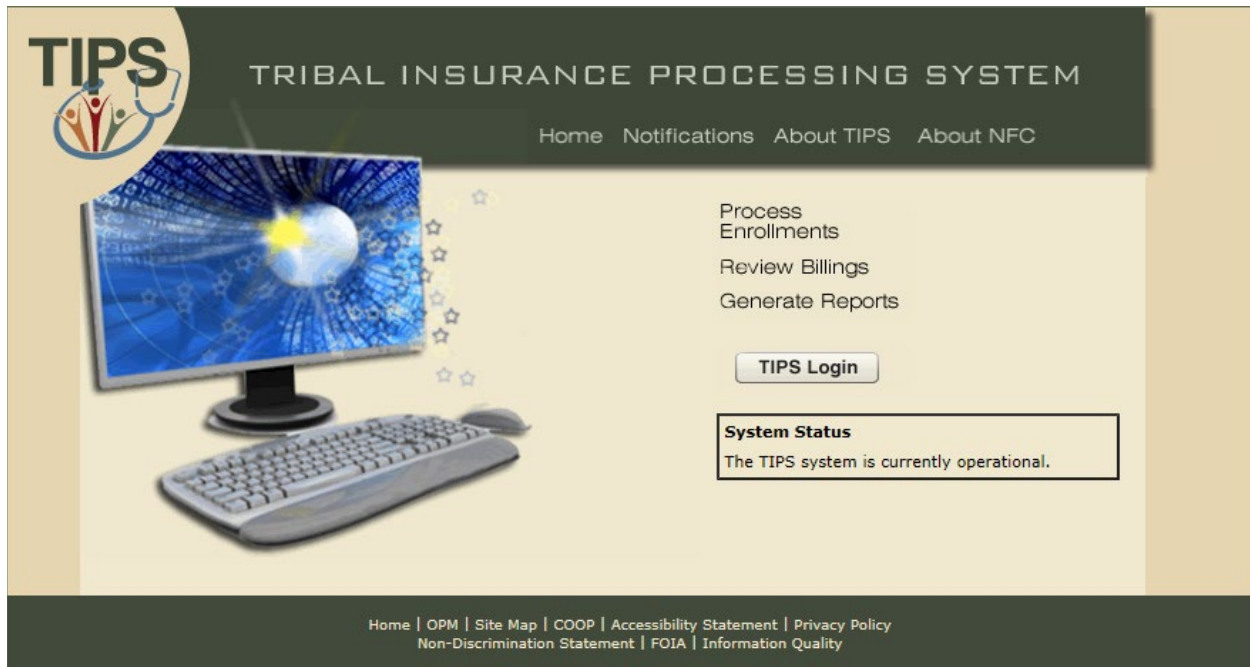 TIPS
TRIBAL INSURANCE PROCESSING SYSTEM
Home Notifications About TIPS About NFC
Process
Enrollments
Review Billings
Generate Reports
TIPS Login
System Status
The TIPS system is currently operational.
Home | OPM | Site Map | COOP | Accessibility Statement | Privacy Policy
Non-Discrimination Statement | FOIA | Information Quality